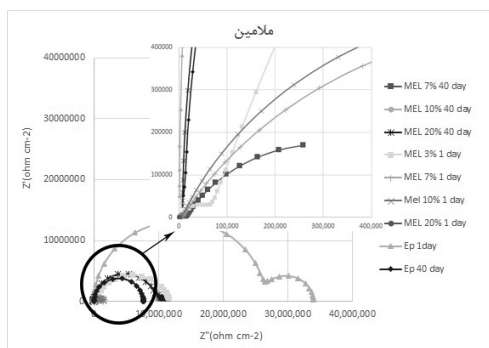 ملامين
40000000
30000000
20000000
10000000
0
Z'(ohm cm-2)
400000
300000
200000
100000
0
0
100,000
200,000
300,000
400,000
10,000,000
20,000,000
30,000,000
40,000,000
Z"(ohm cm-2)
MEL 7% 40 day
MEL 10% 40 day
MEL 20% 40 day
MEL 3% 1 day
MEL 7% 1 day
Mel 10% 1 day
MEL 20% 1 day
Ep 1day
Ep 40 day